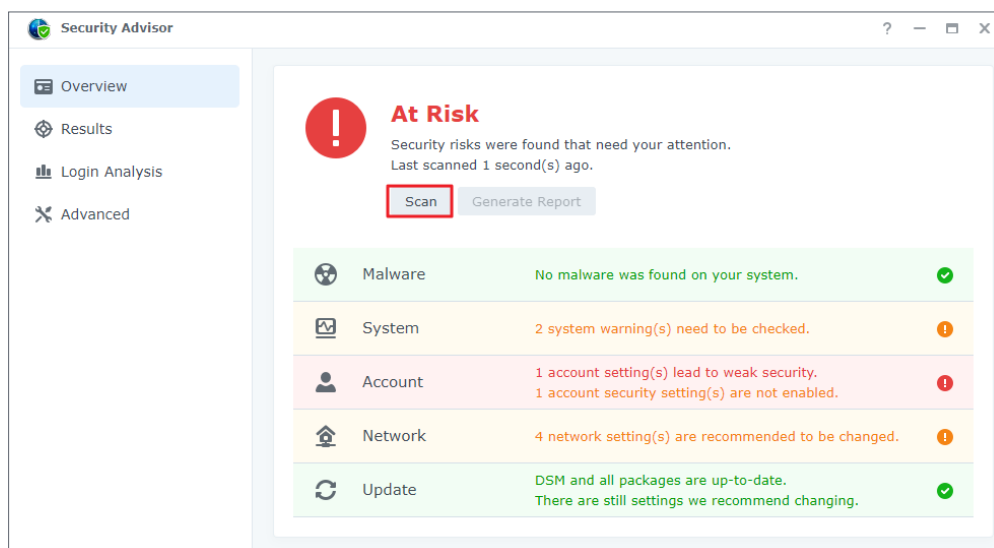 Security Advisor
?
Overview
Results
Login Analysis
Advanced
At Risk
Security risks were found that need your attention.
Last scanned 1 second(s) ago.
Scan
Generate Report
Malware
No malware was found on your system.
System
2 system warning(s) need to be checked.
Account
1 account setting(s) lead to weak security.
1 account security setting(s) are not enabled.
Network
4 network setting(s) are recommended to be changed.
Update
DSM and all packages are up-to-date.
There are still settings we recommend changing.